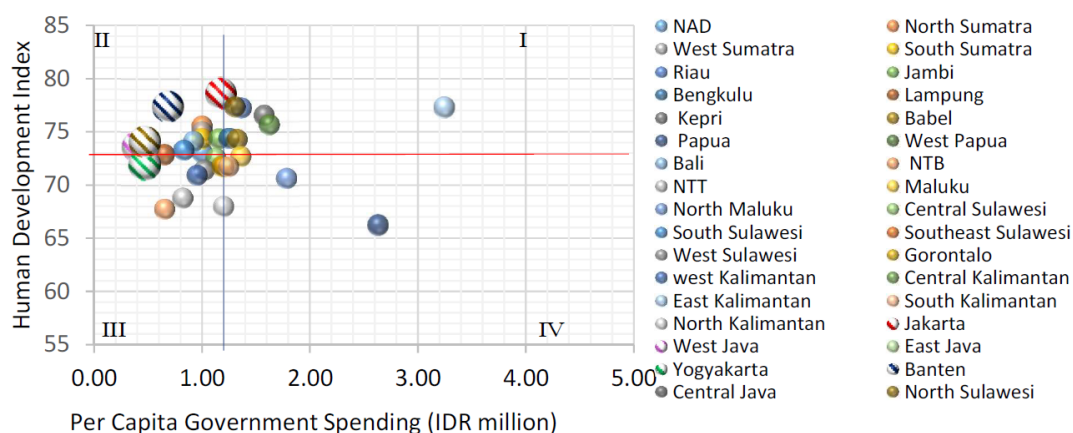 85
80
75
70
65
60
55
Human Development Index
II
I
III
IV
0.00 1.00 2.00 3.00 4.00 5.00
Per Capita Government Spending (IDR million)
NAD North Sumatra
West Sumatra South Sumatra
Riau Jambi
Bengkulu Lampung
Kepri Babel
Papua West Papua
Bali NTB
NTT Maluku
North Maluku Central Sulawesi
South Sulawesi Southeast Sulawesi
West Sulawesi Gorontalo
west Kalimantan Central Kalimantan
East Kalimantan South Kalimantan
North Kalimantan Jakarta
West Java East Java
Yogyakarta Banten
Central Java North Sulawesi